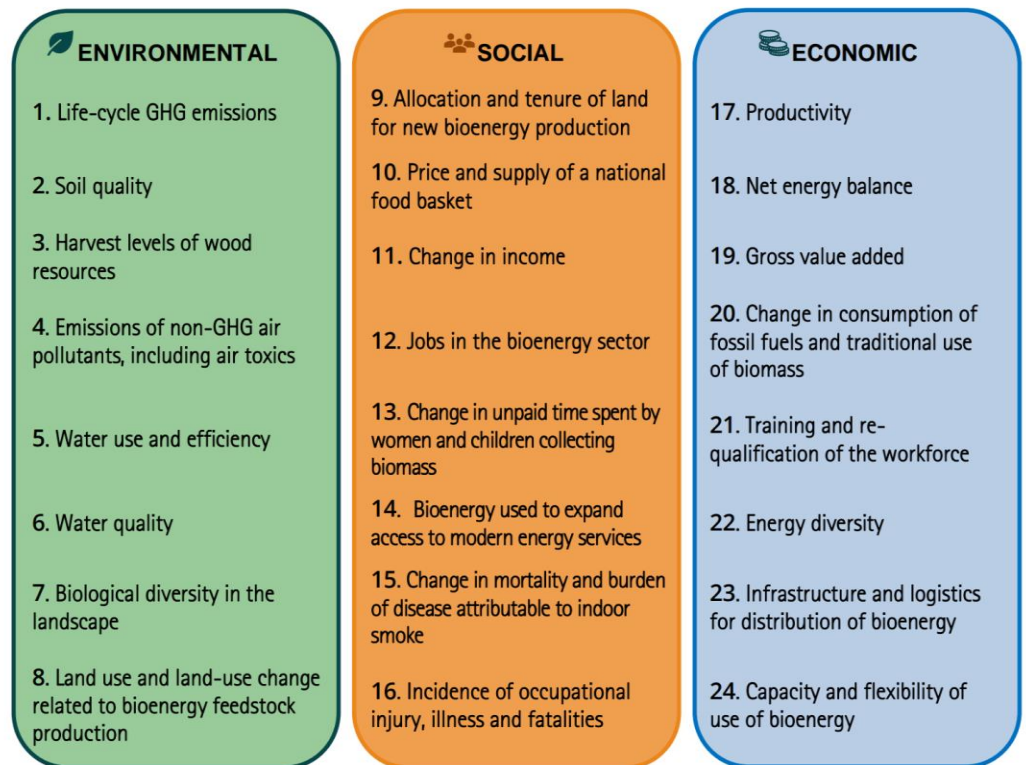 ENVIRONMENTAL
1. Life-cycle GHG emissions
2. Soil quality
3. Harvest levels of wood
resources
4. Emissions of non-GHG air
pollutants, including air toxics
5. Water use and efficiency
6. Water quality
7. Biological diversity in the
landscape
8. Land use and land-use change
related to bioenergy feedstock
production
SOCIAL
9. Allocation and tenure of land
for new bioenergy production
10. Price and supply of a national
food basket
11. Change in income
12. Jobs in the bioenergy sector
13. Change in unpaid time spent by
women and children collecting
biomass
14. Bioenergy used to expand
access to modern energy services
15. Change in mortality and burden
of disease attributable to indoor
smoke
16. Incidence of occupational
injury, illness and fatalities
ECONOMIC
17. Productivity
18. Net energy balance
19. Gross value added
20. Change in consumption of
fossil fuels and traditional use
of biomass
21. Training and re-
qualification of the workforce
22. Energy diversity
23. Infrastructure and logistics
for distribution of bioenergy
24. Capacity and flexibility of
use of bioenergy